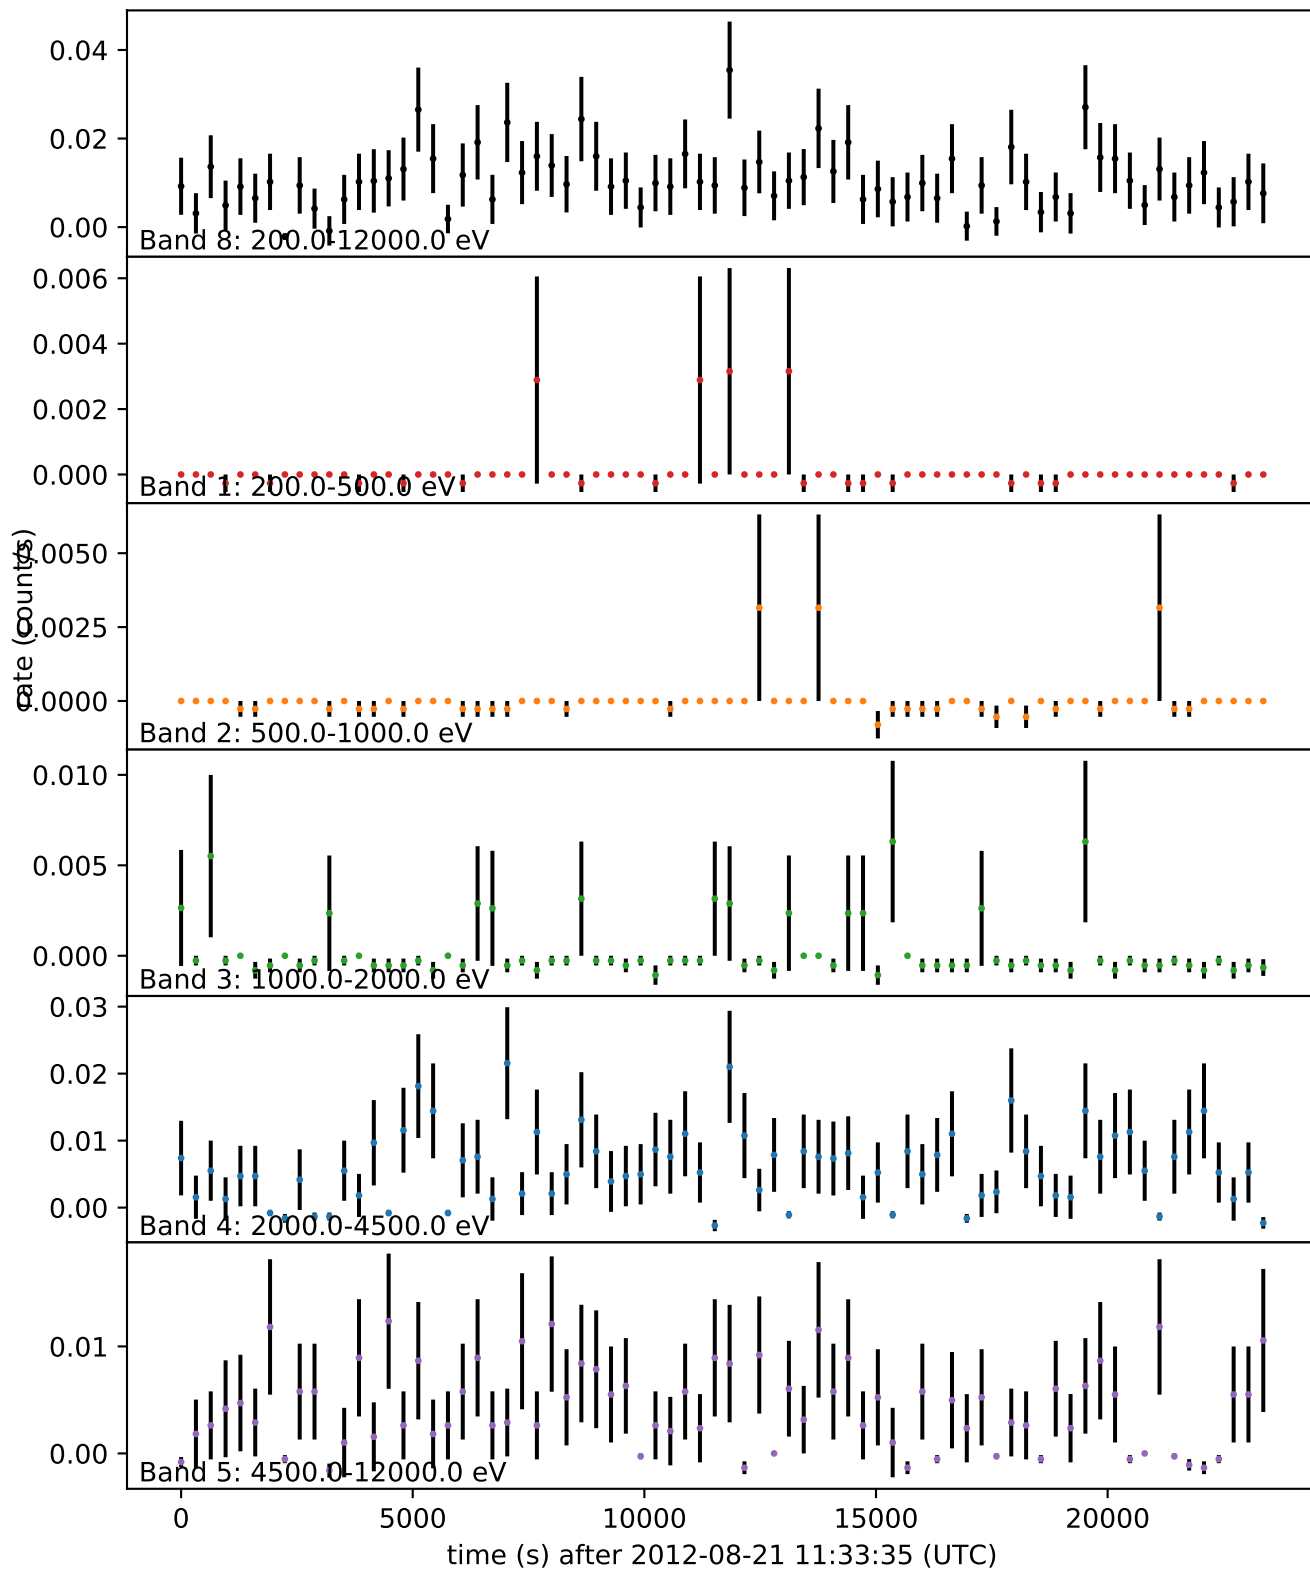 0.04
0.02
0.00
Band 8: 200.0-12000.0 eV
0.006
0.004
0.002
0.000
Band 1: 200.0-500.0 eV
rate (count/s)
0.0050
0.0025
0.0000
Band 2: 500.0-1000.0 eV
0.010
0.005
0.000
Band 3: 1000.0-2000.0 eV
0.03
0.02
0.01
0.00
Band 4: 2000.0-4500.0 eV
0.01
0.00
Band 5: 4500.0-12000.0 eV
0 5000 10000 15000 20000
time (s) after 2012-08-21 11:33:35 (UTC)